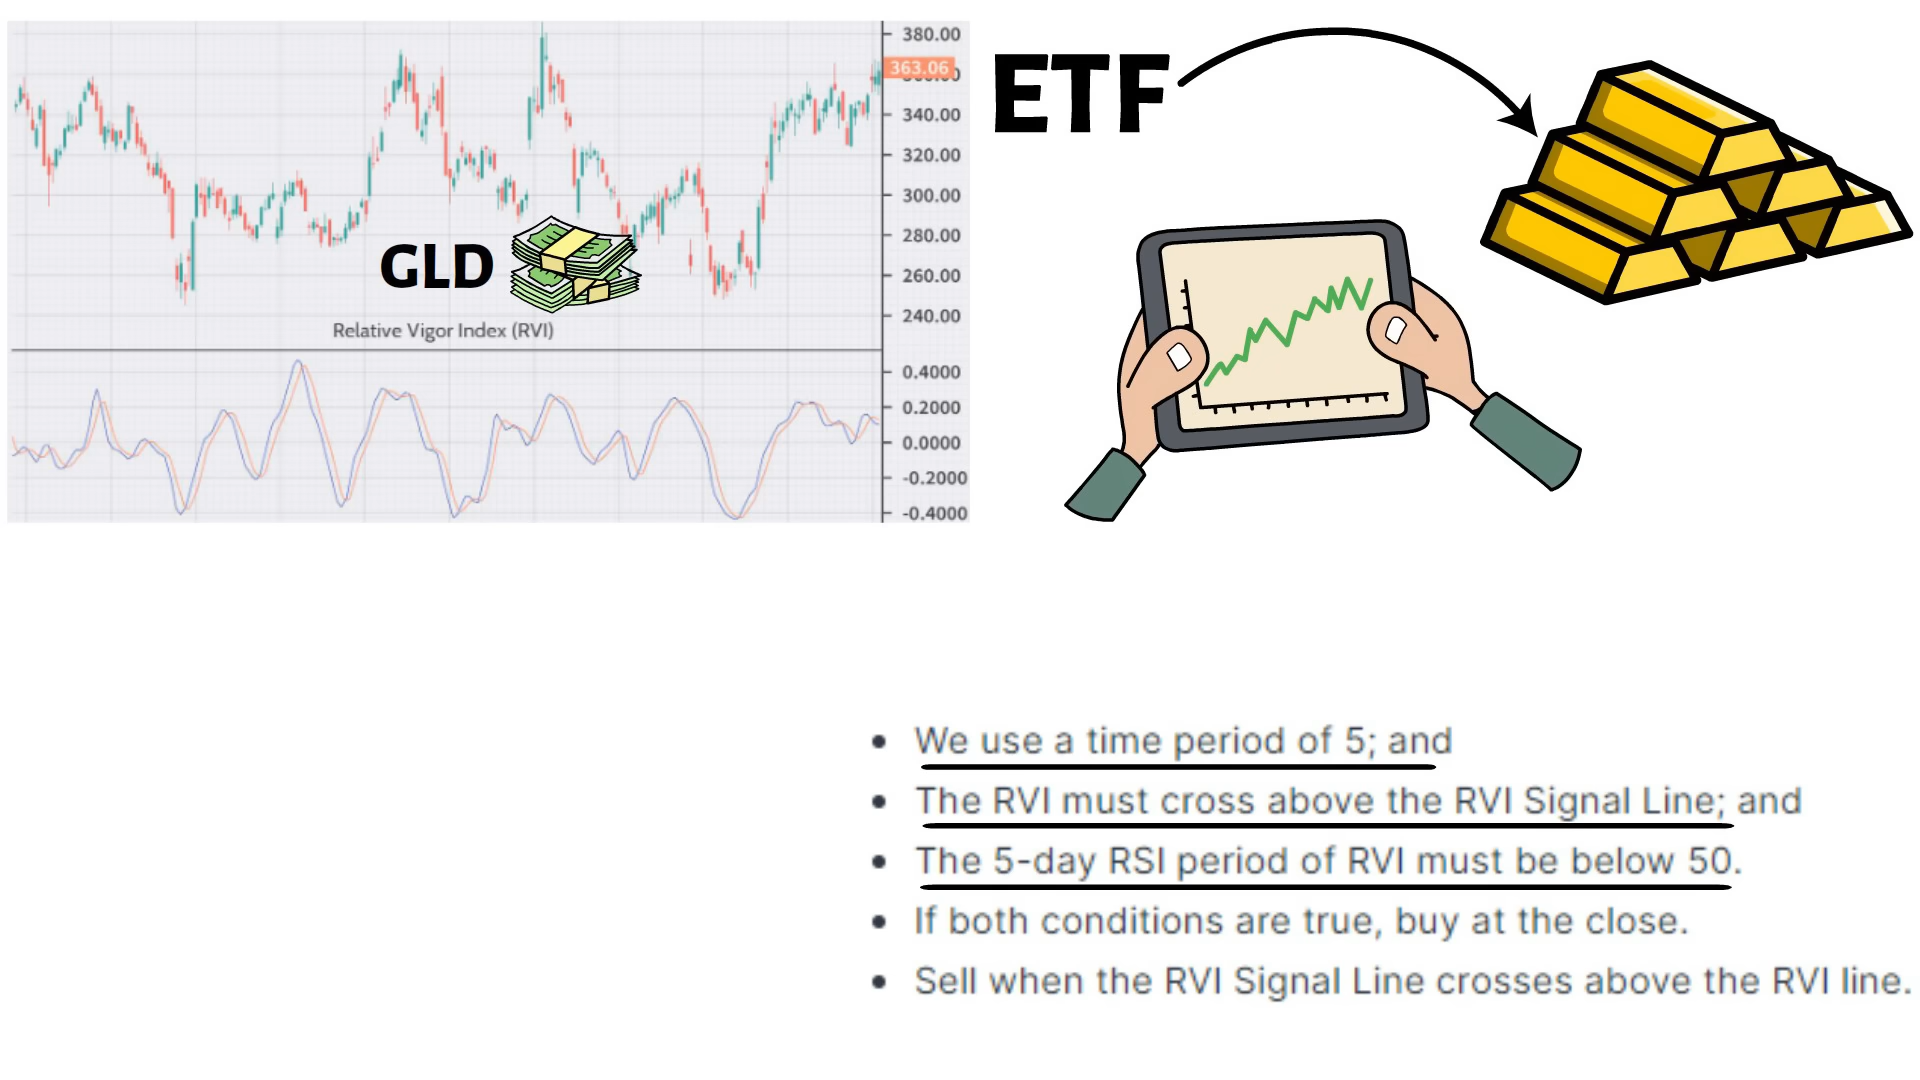 380.00
363.06
340.00
320.00
300.00
280.00
260.00
240.00
GLD
Relative Vigor Index (RVI)
0.4000
0.2000
0.0000
-0.2000
-0.4000
ETF
We use a time period of 5; and
The RVI must cross above the RVI Signal Line; and
The 5-day RSI period of RVI must be below 50.
If both conditions are true, buy at the close.
Sell when the RVI Signal Line crosses above the RVI line.